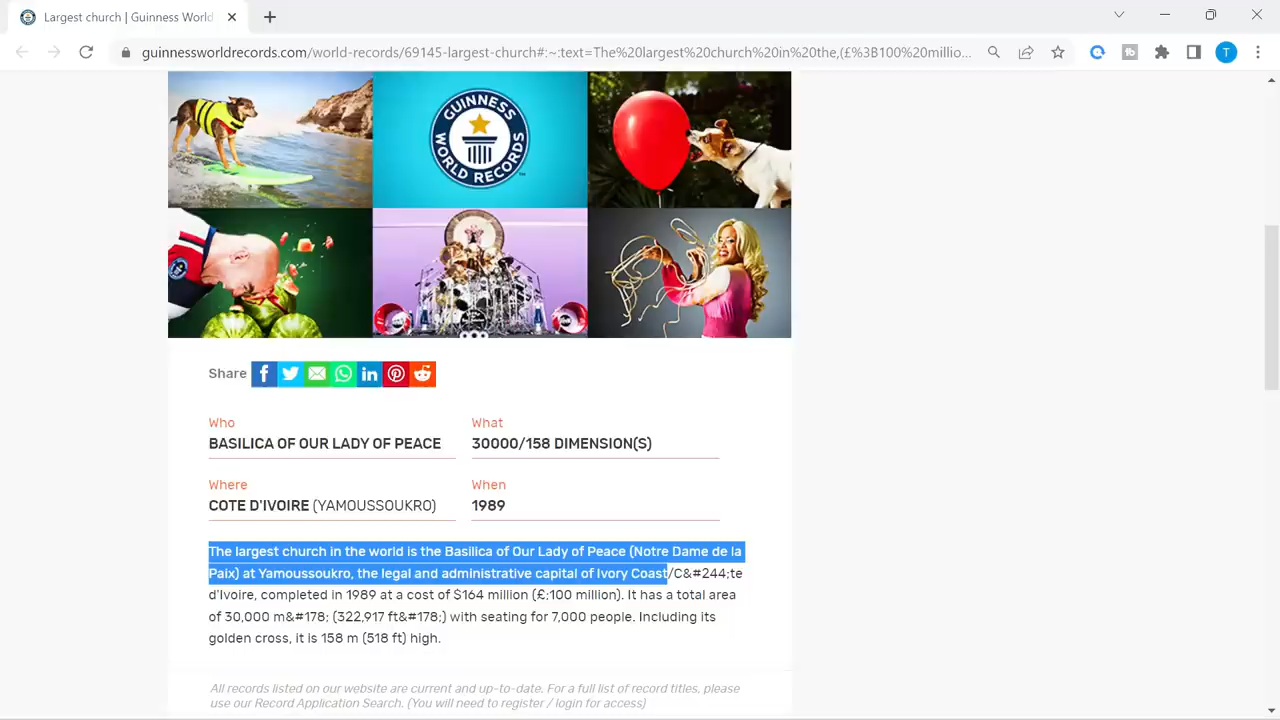 Largest church | Guinness World
guinnessworldrecords.com/world-records/69145-largest-church#:~:text=The%20largest%20church%20in%20the,(£%3B100%20millio...
T
GUINNESS
WORLD RECORDS
Share
Who
What
BASILICA OF OUR LADY OF PEACE
30000/158 DIMENSION(S)
Where
When
COTE D'IVOIRE (YAMOUSSOUKRO)
1989
The largest church in the world is the Basilica of Our Lady of Peace (Notre Dame de la
Paix) at Yamoussoukro, the legal and administrative capital of Ivory Coast/C&#244;te
d'Ivoire, completed in 1989 at a cost of $164 million (£;100 million). It has a total area
of 30,000 m&#178; (322,917 ft&#178;) with seating for 7,000 people. Including its
golden cross, it is 158 m (518 ft) high.
All records listed on our website are current and up-to-date. For a full list of record titles, please
use our Record Application Search. (You will need to register / login for access)